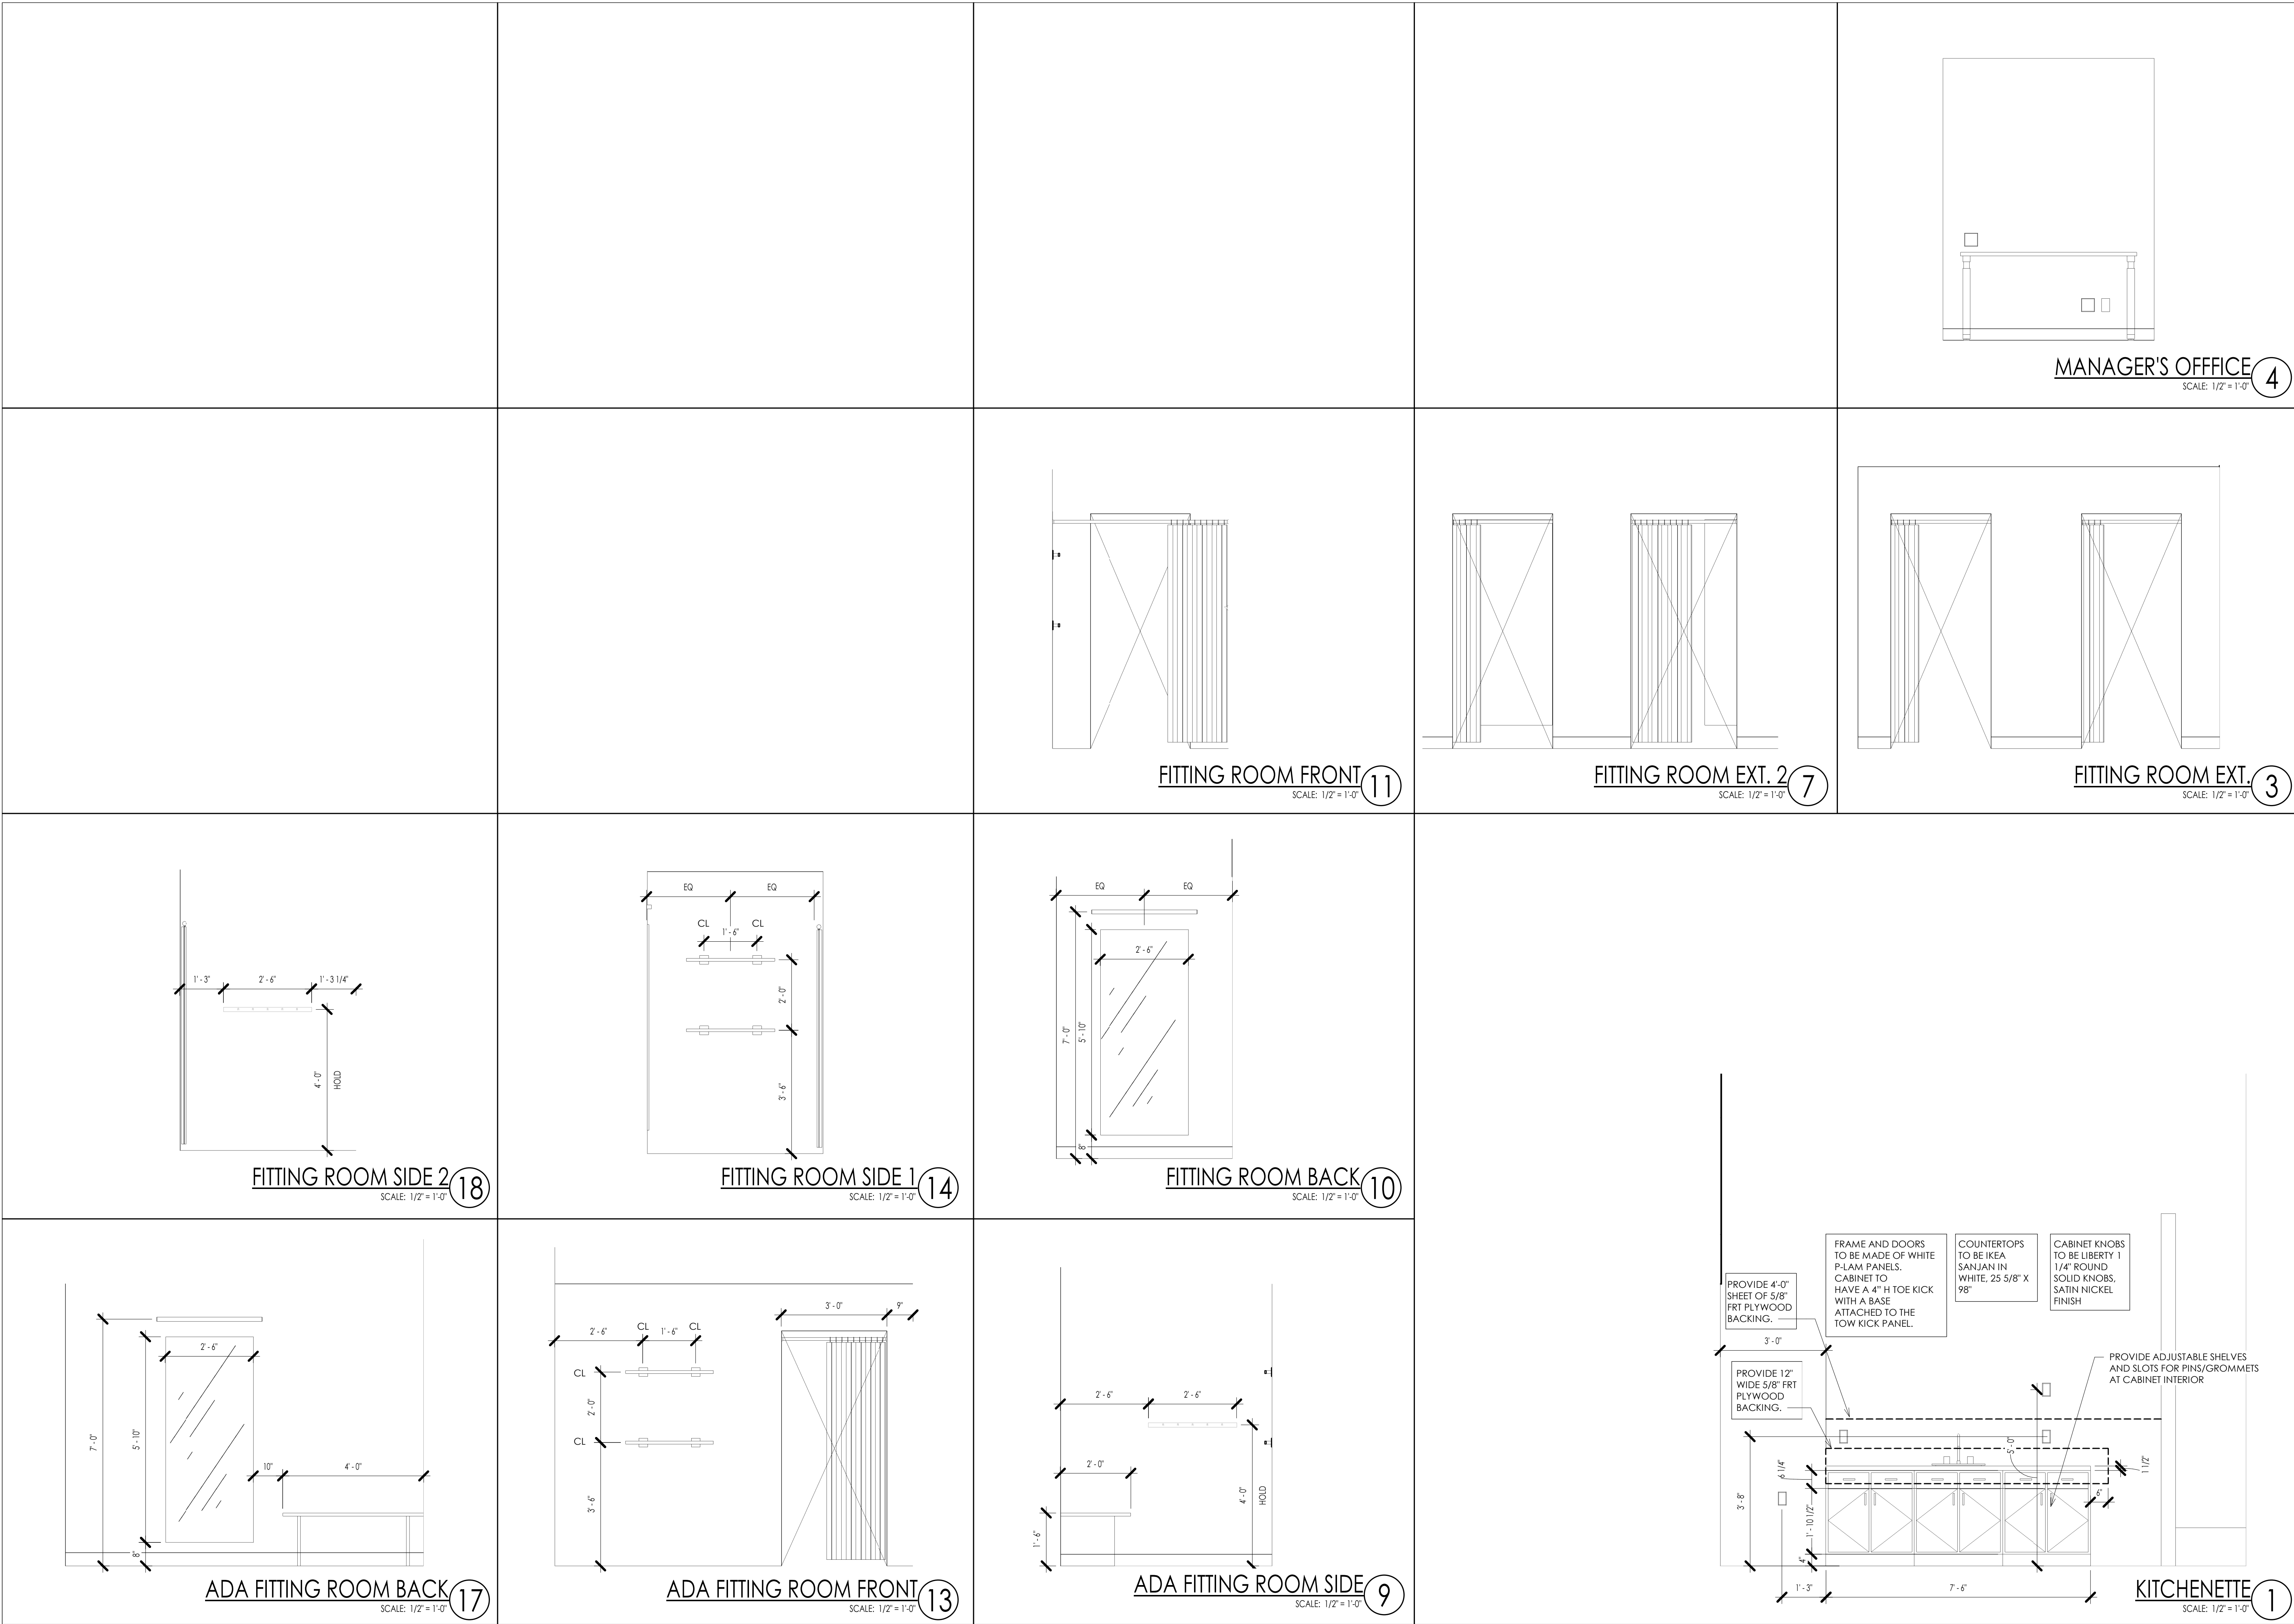 MANAGER'S OFFFICE
4
SCALE: 1/2" = 1'-0"
FITTING ROOM FRONT
11
SCALE: 1/2" = 1'-0"
FITTING ROOM EXT. 2
7
SCALE: 1/2" = 1'-0"
FITTING ROOM EXT.
3
SCALE: 1/2" = 1'-0"
1' - 3"
2' - 6"
1' - 3 1/4"
4' - 0"
HOLD
FITTING ROOM SIDE 2
18
SCALE: 1/2" = 1'-0"
EQ
EQ
CL
CL
1' - 6"
2' - 0"
3' - 6"
FITTING ROOM SIDE 1
14
SCALE: 1/2" = 1'-0"
EQ
EQ
2' - 6"
7' - 0"
5' - 10"
8"
FITTING ROOM BACK
10
SCALE: 1/2" = 1'-0"
2' - 6"
7' - 0"
5' - 10"
10"
4' - 0"
8"
ADA FITTING ROOM BACK
17
SCALE: 1/2" = 1'-0"
3' - 0"
9"
2' - 6"
CL
1' - 6"
CL
CL
2' - 0"
CL
3' - 6"
ADA FITTING ROOM FRONT
13
SCALE: 1/2" = 1'-0"
2' - 6"
2' - 6"
2' - 0"
4' - 0"
HOLD
1' - 6"
ADA FITTING ROOM SIDE
9
SCALE: 1/2" = 1'-0"
PROVIDE 4'-0"
SHEET OF 5/8"
FRT PLYWOOD
BACKING.
FRAME AND DOORS
TO BE MADE OF WHITE
P-LAM PANELS.
CABINET TO
HAVE A 4" H TOE KICK
WITH A BASE
ATTACHED TO THE
TOW KICK PANEL.
COUNTERTOPS
TO BE IKEA
SANJAN IN
WHITE, 25 5/8" X
98"
CABINET KNOBS
TO BE LIBERTY 1
1/4" ROUND
SOLID KNOBS,
SATIN NICKEL
FINISH
3' - 0"
PROVIDE 12"
WIDE 5/8" FRT
PLYWOOD
BACKING.
PROVIDE ADJUSTABLE SHELVES
AND SLOTS FOR PINS/GROMMETS
AT CABINET INTERIOR
5' - 0"
6 1/4"
1 1/2"
3' - 8"
6"
1' - 10 1/2"
4"
1' - 3"
7' - 6"
KITCHENETTE
1
SCALE: 1/2" = 1'-0"